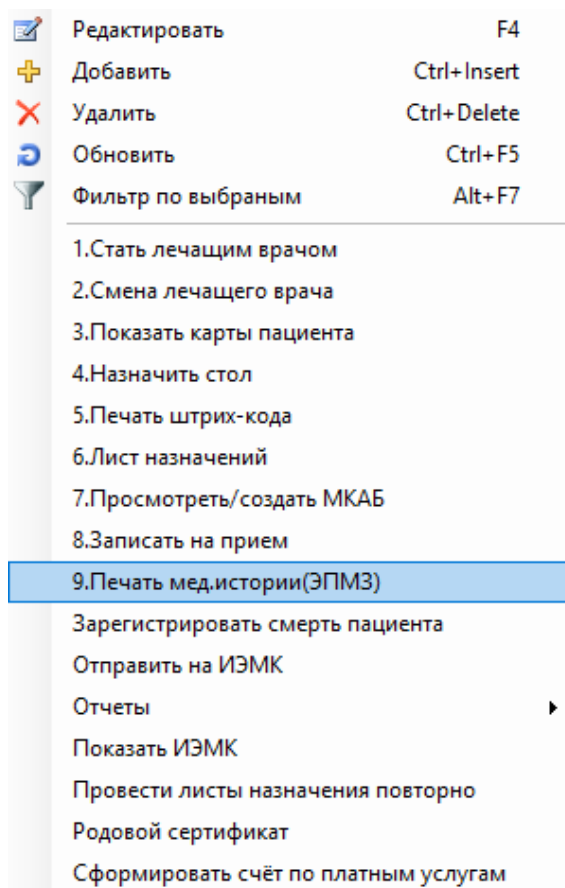 Редактировать F4
Добавить Ctrl+Insert
Удалить Ctrl+Delete
Обновить Ctrl+F5
Фильтр по выбраным Alt+F7
1.Стать лечащим врачом
2.Смена лечащего врача
3.Показать карты пациента
4.Назначить стол
5.Печать штрих-кода
6.Лист назначений
7.Просмотреть/создать МКАБ
8.Записать на прием
9.Печать мед.истории(ЭПМЗ)
Зарегистрировать смерть пациента
Отправить на ИЭМК
Отчеты
Показать ИЭМК
Провести листы назначения повторно
Родовой сертификат
Сформировать счёт по платным услугам